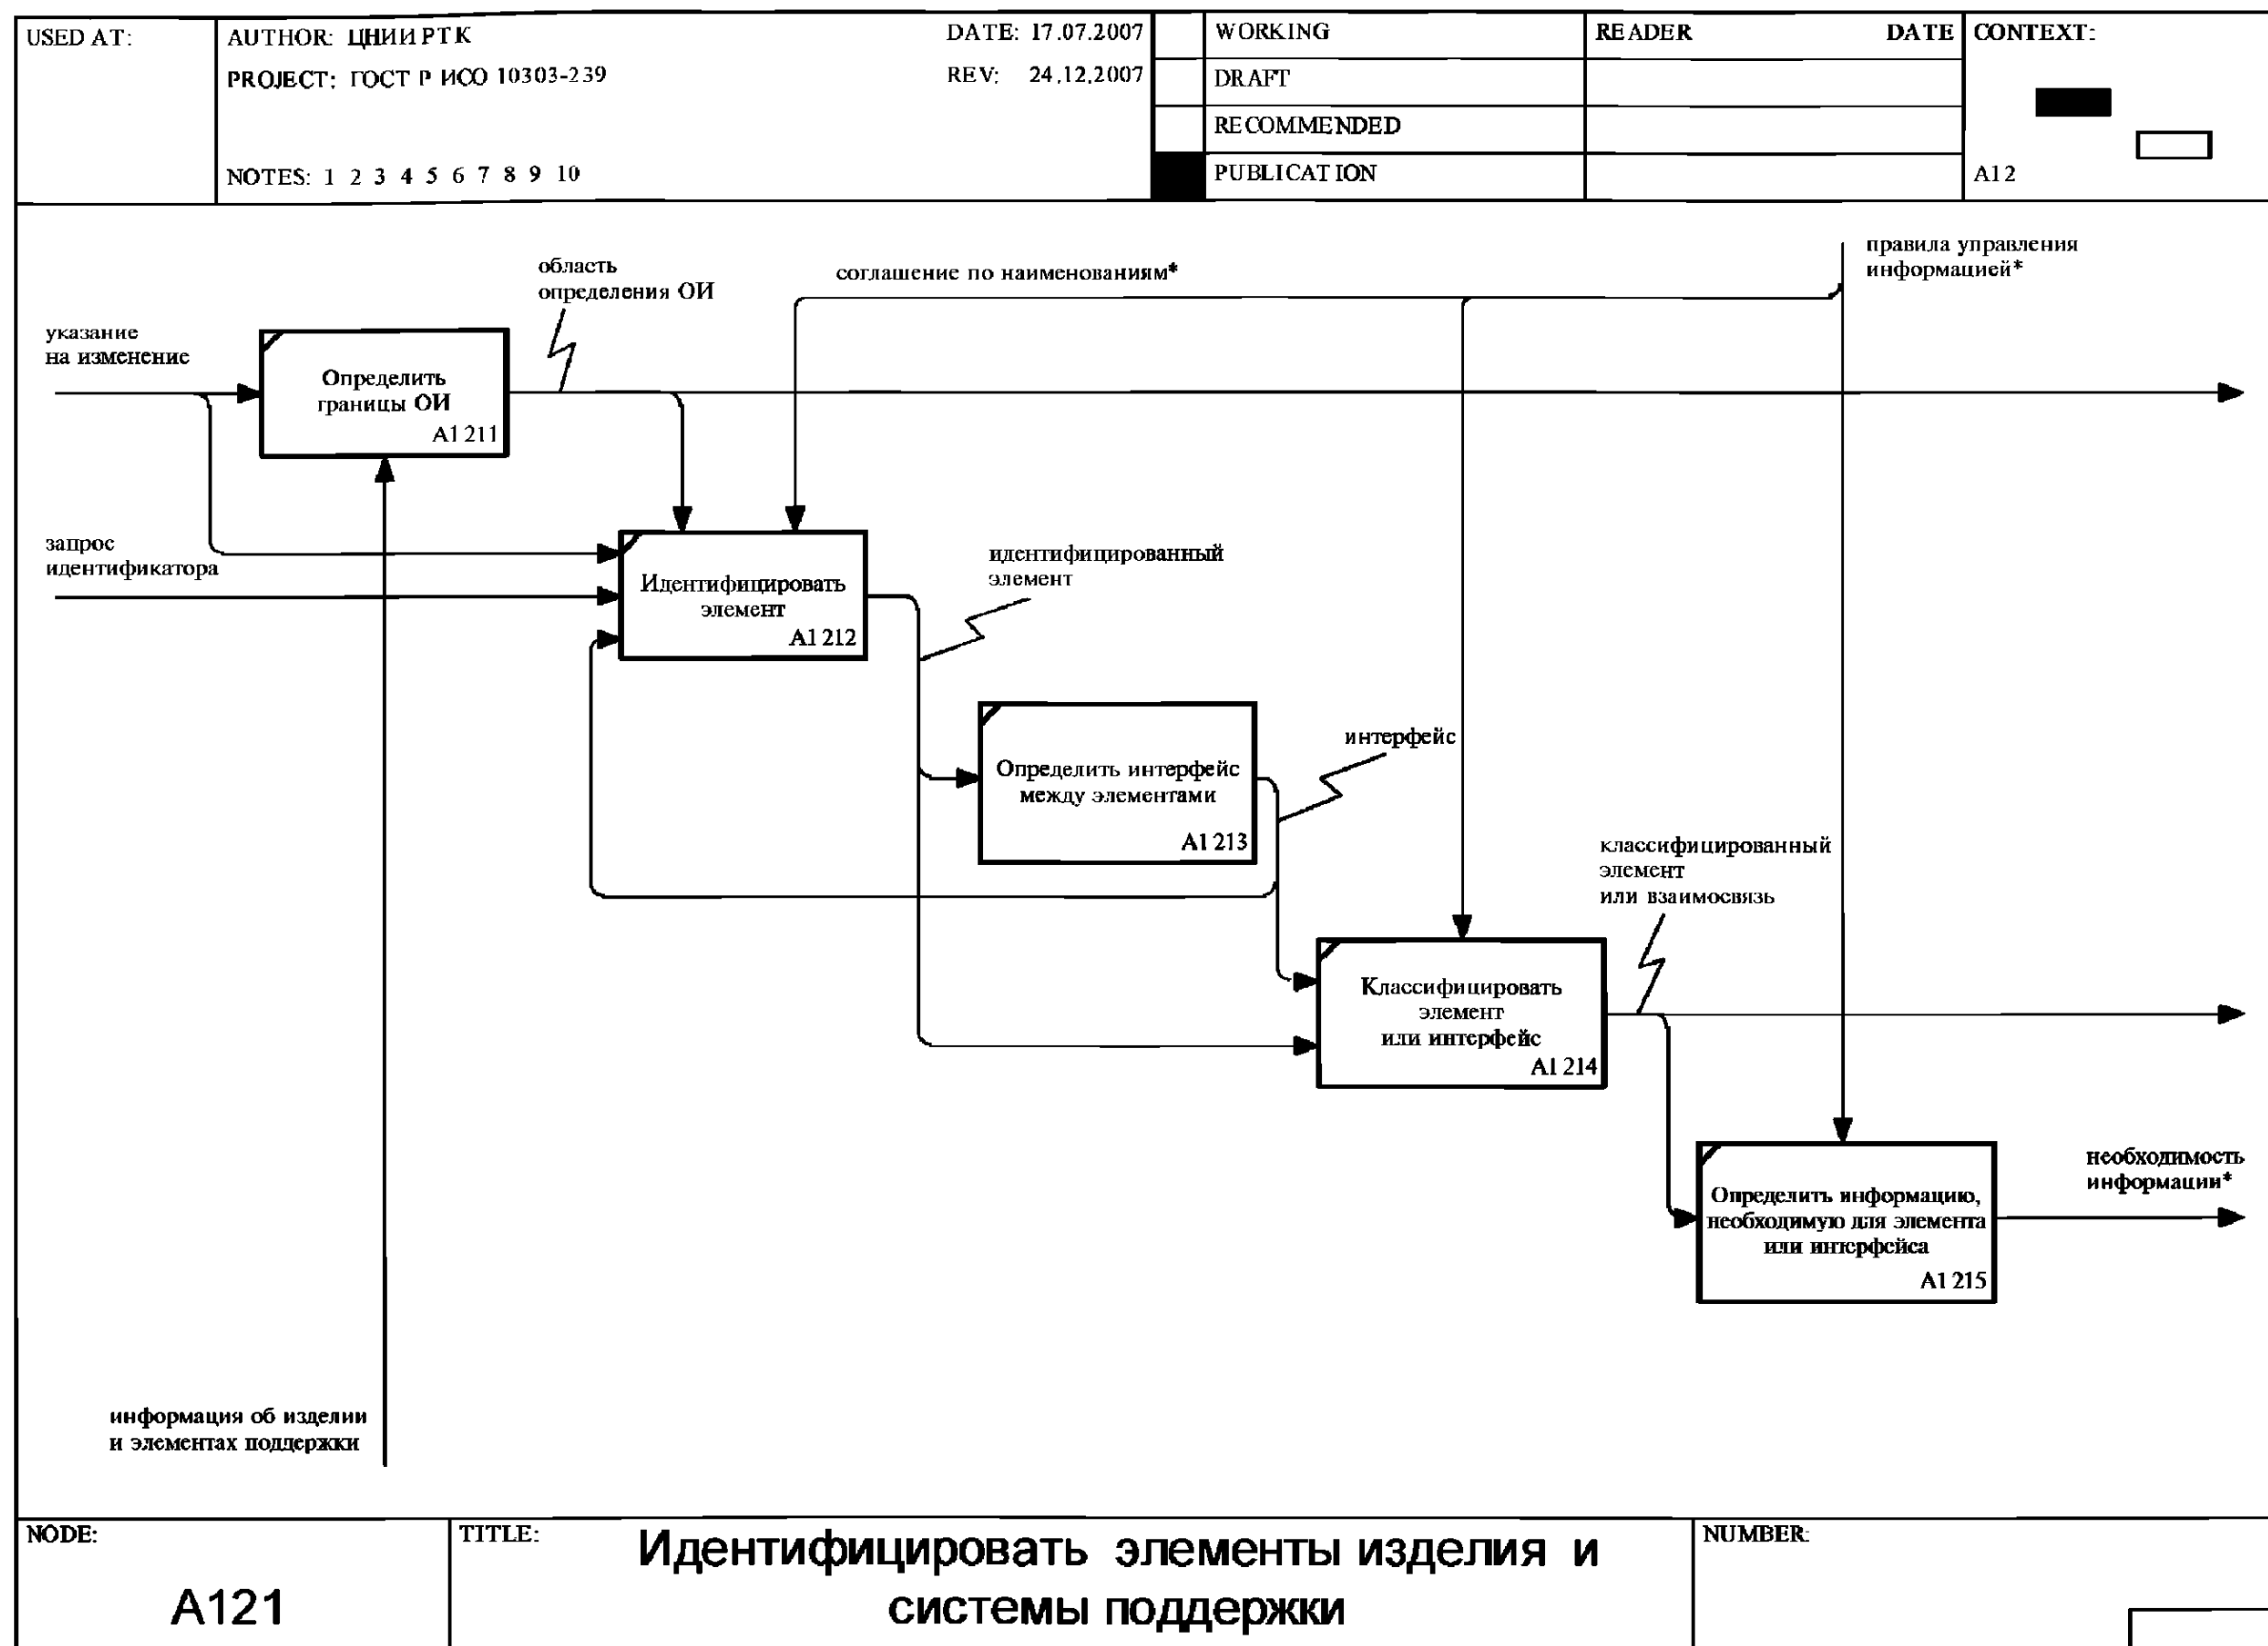 USED AT:
AUTHOR: ЦНИИ РТК
DATE: 17.07.2007
PROJECT: ГОСТ Р ИСО 10303-239
REV: 24.12.2007
NOTES: 1 2 3 4 5 6 7 8 9 10
WORKING
DRAFT
RECOMMENDED
PUBLICATION
READER DATE
CONTEXT:
A12
правила управления
информацией*
область
определения ОИ
соглашение по наименованиям*
указание
на изменение
Определить
границы ОИ
A1211
запрос
идентификатора
Идентифицировать
элемент
A1212
идентифицированный
элемент
Определить интерфейс
между элементами
A1213
интерфейс
классифицированный
элемент
или взаимосвязь
Классифицировать
элемент
или интерфейс
A1214
необходимость
информации*
Определить информацию,
необходимую для элемента
или интерфейса
A1215
информация об изделии
и элементах поддержки
NODE:
A121
TITLE:
Идентифицировать элементы изделия и
системы поддержки
NUMBER: